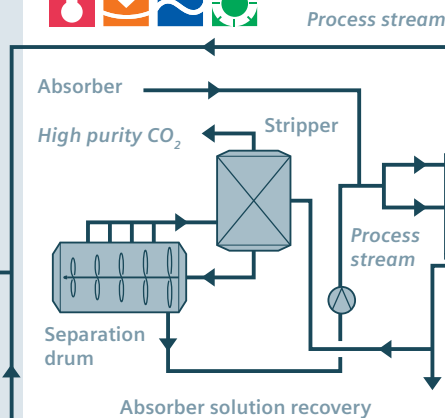 Process stream
Absorber
High purity CO₂
Stripper
Process
stream
Separation
drum
Absorber solution recovery